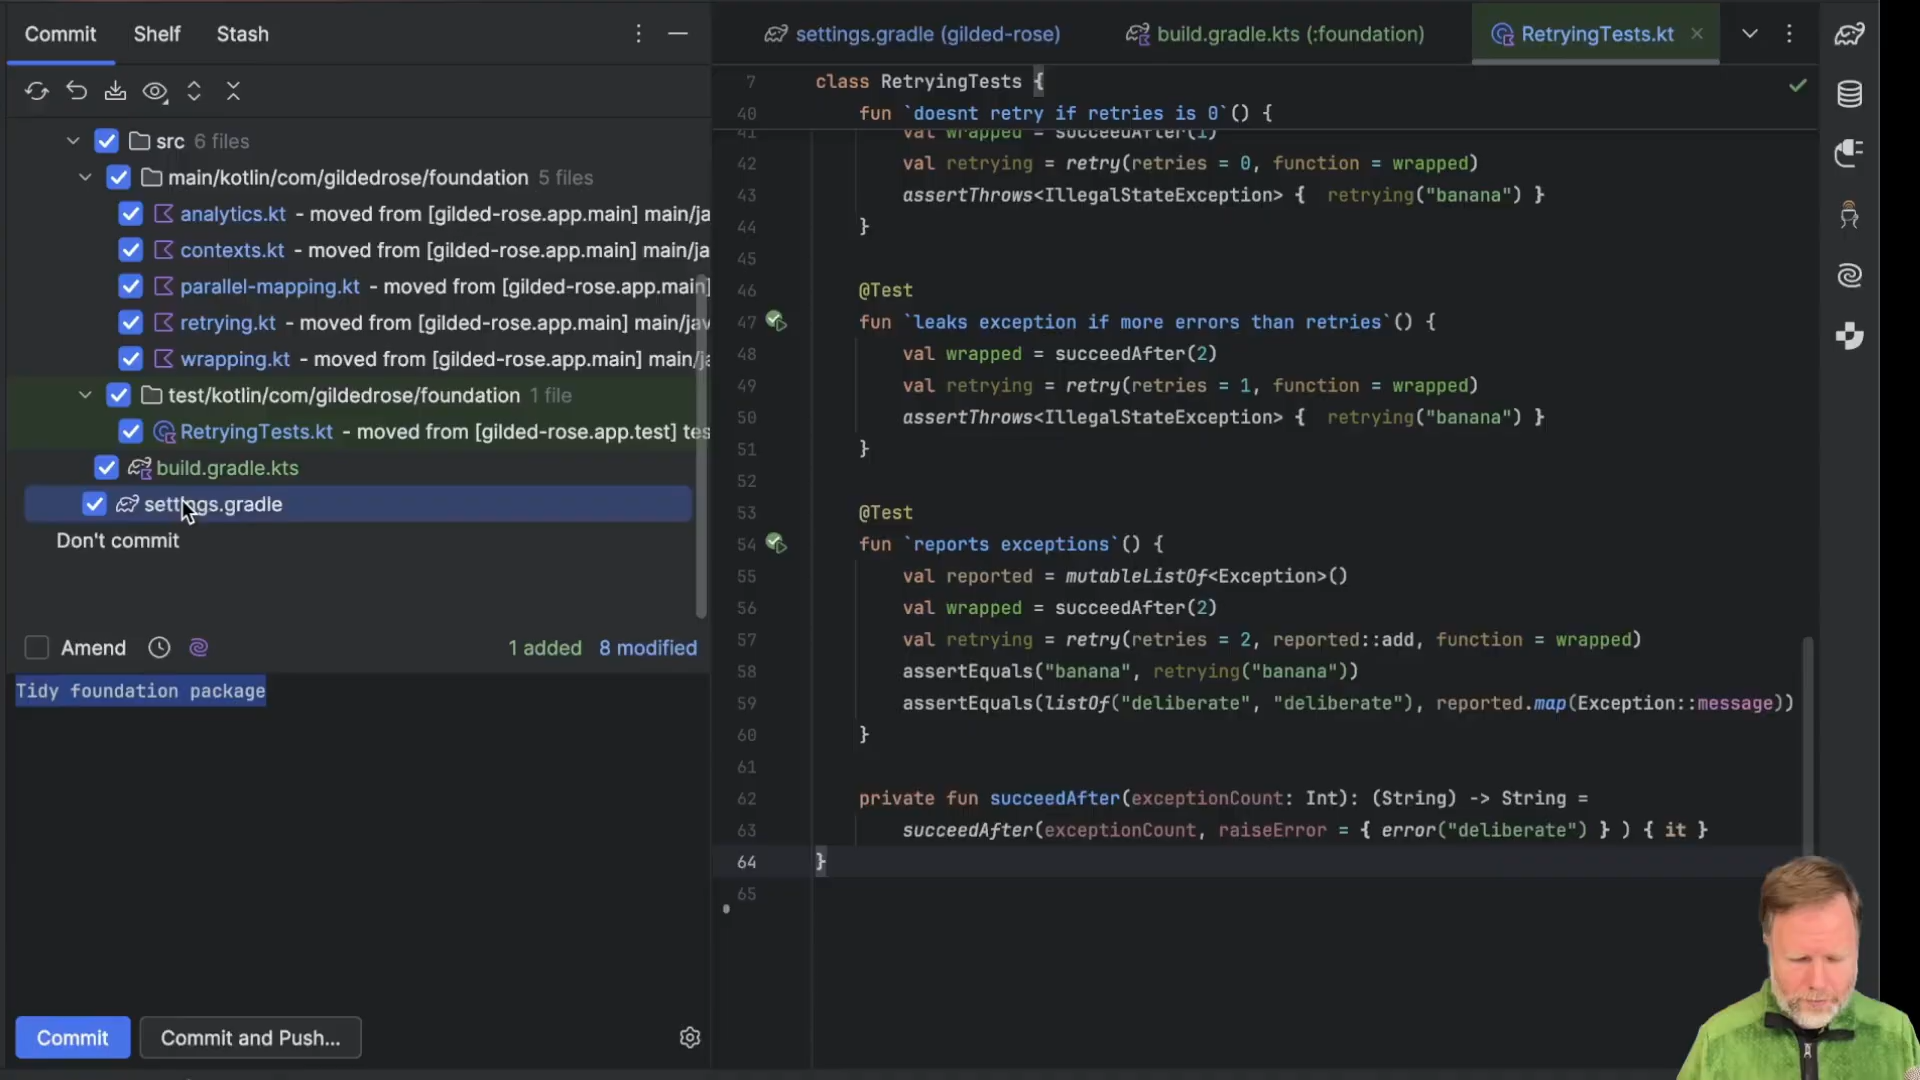 Commit Shelf Stash
settings.gradle (gilded-rose) build.gradle.kts (:foundation) RetryingTests.kt
src 6 files
main/kotlin/com/gildedrose/foundation 5 files
analytics.kt - moved from [gilded-rose.app.main] main/ja
contexts.kt - moved from [gilded-rose.app.main] main/ja
parallel-mapping.kt - moved from [gilded-rose.app.main]
retrying.kt - moved from [gilded-rose.app.main] main/jav
wrapping.kt - moved from [gilded-rose.app.main] main/ja
test/kotlin/com/gildedrose/foundation 1 file
RetryingTests.kt - moved from [gilded-rose.app.test] tes
build.gradle.kts
settings.gradle
Don't commit
Amend 1 added 8 modified
Tidy foundation package
Commit Commit and Push...
7 class RetryingTests {
40 fun `doesnt retry if retries is 0`() {
41 val wrapped = succeedAfter(1)
42 val retrying = retry(retries = 0, function = wrapped)
43 assertThrows<IllegalStateException> { retrying("banana") }
44 }
45
46 @Test
47 fun `leaks exception if more errors than retries`() {
48 val wrapped = succeedAfter(2)
49 val retrying = retry(retries = 1, function = wrapped)
50 assertThrows<IllegalStateException> { retrying("banana") }
51 }
52
53 @Test
54 fun `reports exceptions`() {
55 val reported = mutableListOf<Exception>()
56 val wrapped = succeedAfter(2)
57 val retrying = retry(retries = 2, reported::add, function = wrapped)
58 assertEquals("banana", retrying("banana"))
59 assertEquals(listOf("deliberate", "deliberate"), reported.map(Exception::message))
60 }
61
62 private fun succeedAfter(exceptionCount: Int): (String) -> String =
63 succeedAfter(exceptionCount, raiseError = { error("deliberate") } ) { it }
64 }
65